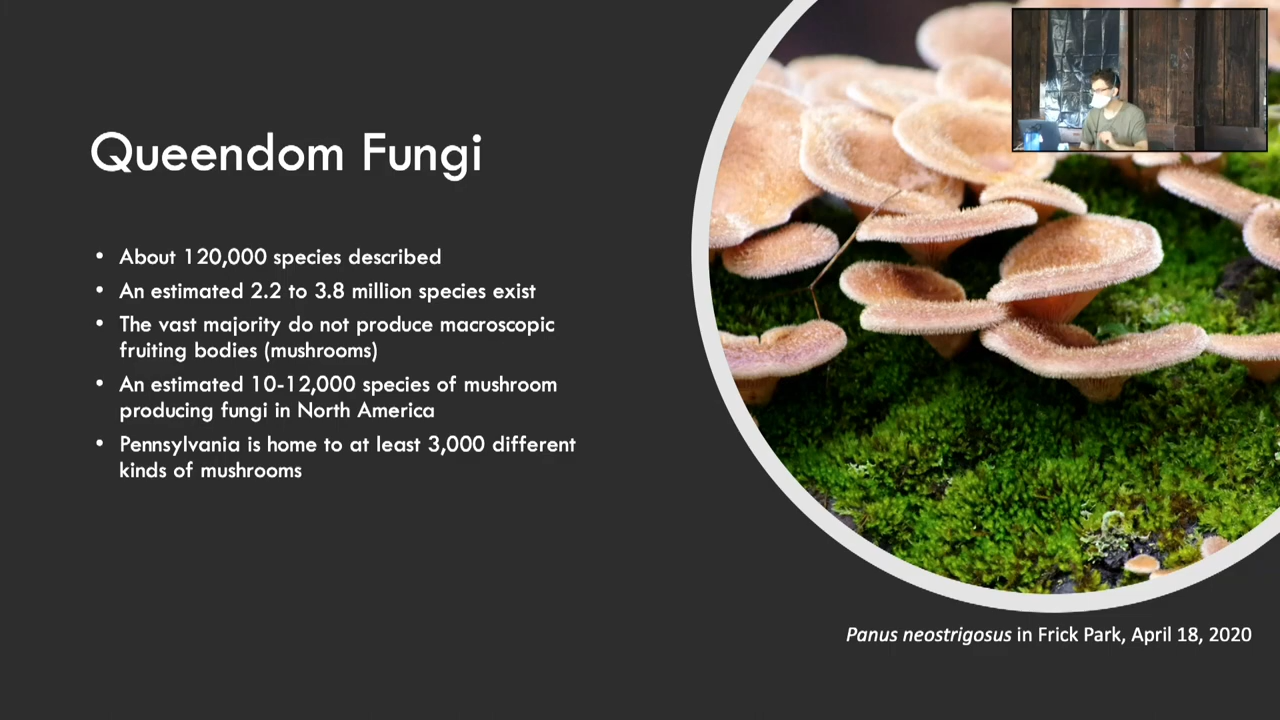 Queendom Fungi
• About 120,000 species described
• An estimated 2.2 to 3.8 million species exist
• The vast majority do not produce macroscopic
fruiting bodies (mushrooms)
• An estimated 10-12,000 species of mushroom
producing fungi in North America
• Pennsylvania is home to at least 3,000 different
kinds of mushrooms
Panus neostrigosus in Frick Park, April 18, 2020